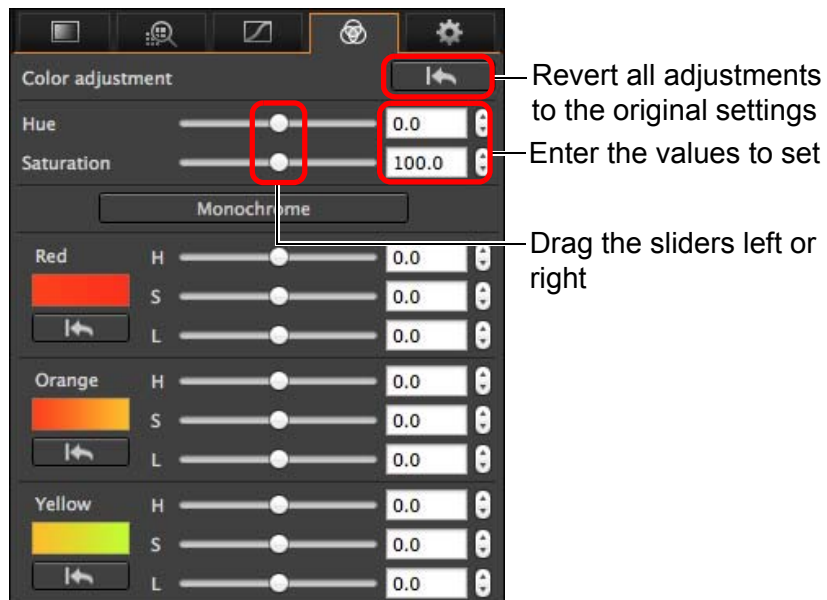 Color adjustment
Revert all adjustments
to the original settings
Hue 0.0
Enter the values to set
Saturation 100.0
Monochrome
Drag the sliders left or
right
Red H 0.0
S 0.0
L 0.0
Orange H 0.0
S 0.0
L 0.0
Yellow H 0.0
S 0.0
L 0.0